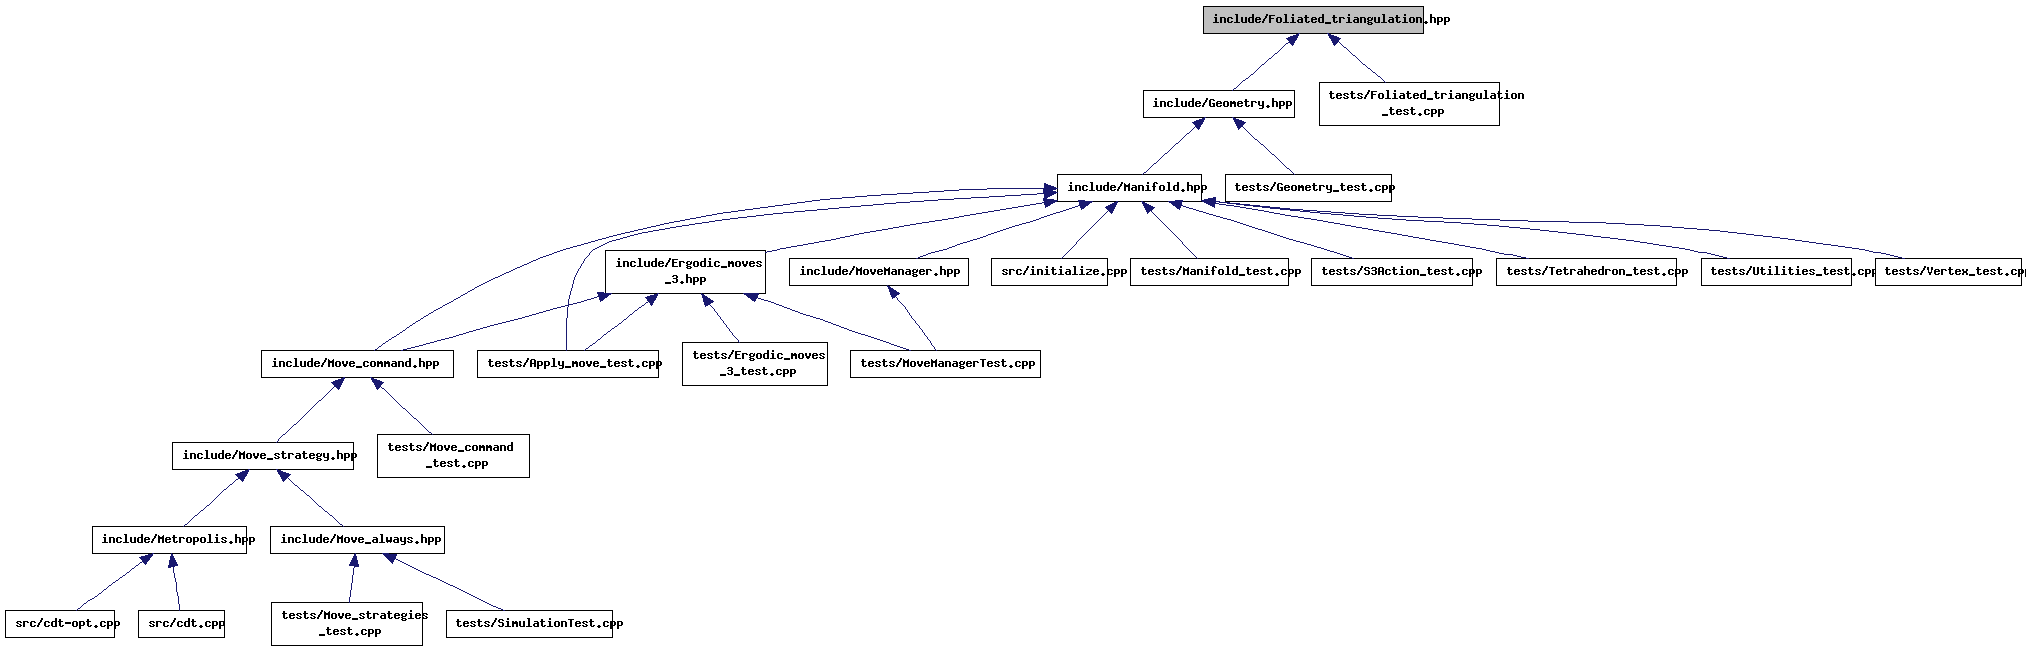 include/Foliated_triangulation.hpp
include/Geometry.hpp
tests/Foliated_triangulation
_test.cpp
include/Manifold.hpp
tests/Geometry_test.cpp
include/Ergodic_moves
_3.hpp
include/MoveManager.hpp
src/initialize.cpp
tests/Manifold_test.cpp
tests/S3Action_test.cpp
tests/Tetrahedron_test.cpp
tests/Utilities_test.cpp
tests/Vertex_test.cpp
include/Move_command.hpp
tests/Apply_move_test.cpp
tests/Ergodic_moves
_3_test.cpp
tests/MoveManagerTest.cpp
include/Move_strategy.hpp
tests/Move_command
_test.cpp
include/Metropolis.hpp
include/Move_always.hpp
src/cdt-opt.cpp
src/cdt.cpp
tests/Move_strategies
_test.cpp
tests/SimulationTest.cpp